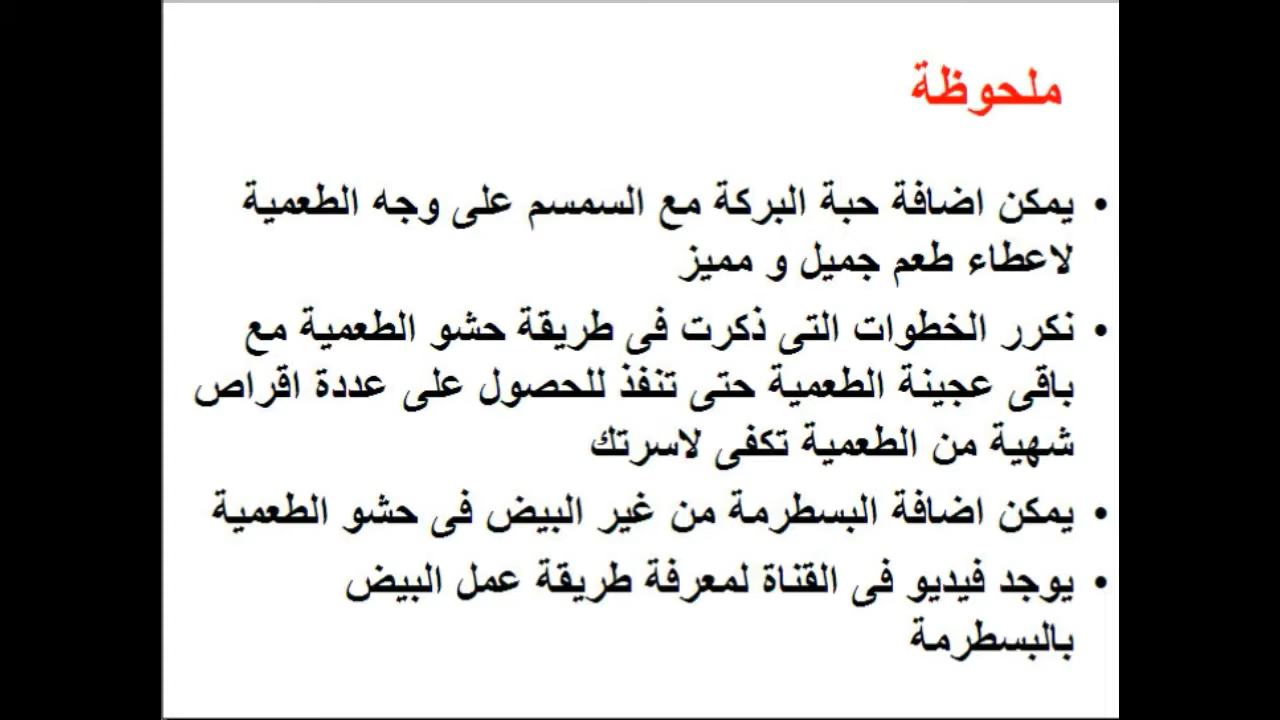 ملحوظة
• يمكن اضافة حبة البركة مع السمسم على وجه الطعمية
لاعطاء طعم جميل و مميز
• نكرر الخطوات التى ذكرت فى طريقة حشو الطعمية مع
باقى عجينة الطعمية حتى تنفذ للحصول على عددة اقراص
شهية من الطعمية تكفى لاسرتك
• يمكن اضافة البسطرمة من غير البيض فى حشو الطعمية
• يوجد فيديو فى القناة لمعرفة طريقة عمل البيض
بالبسطرمة